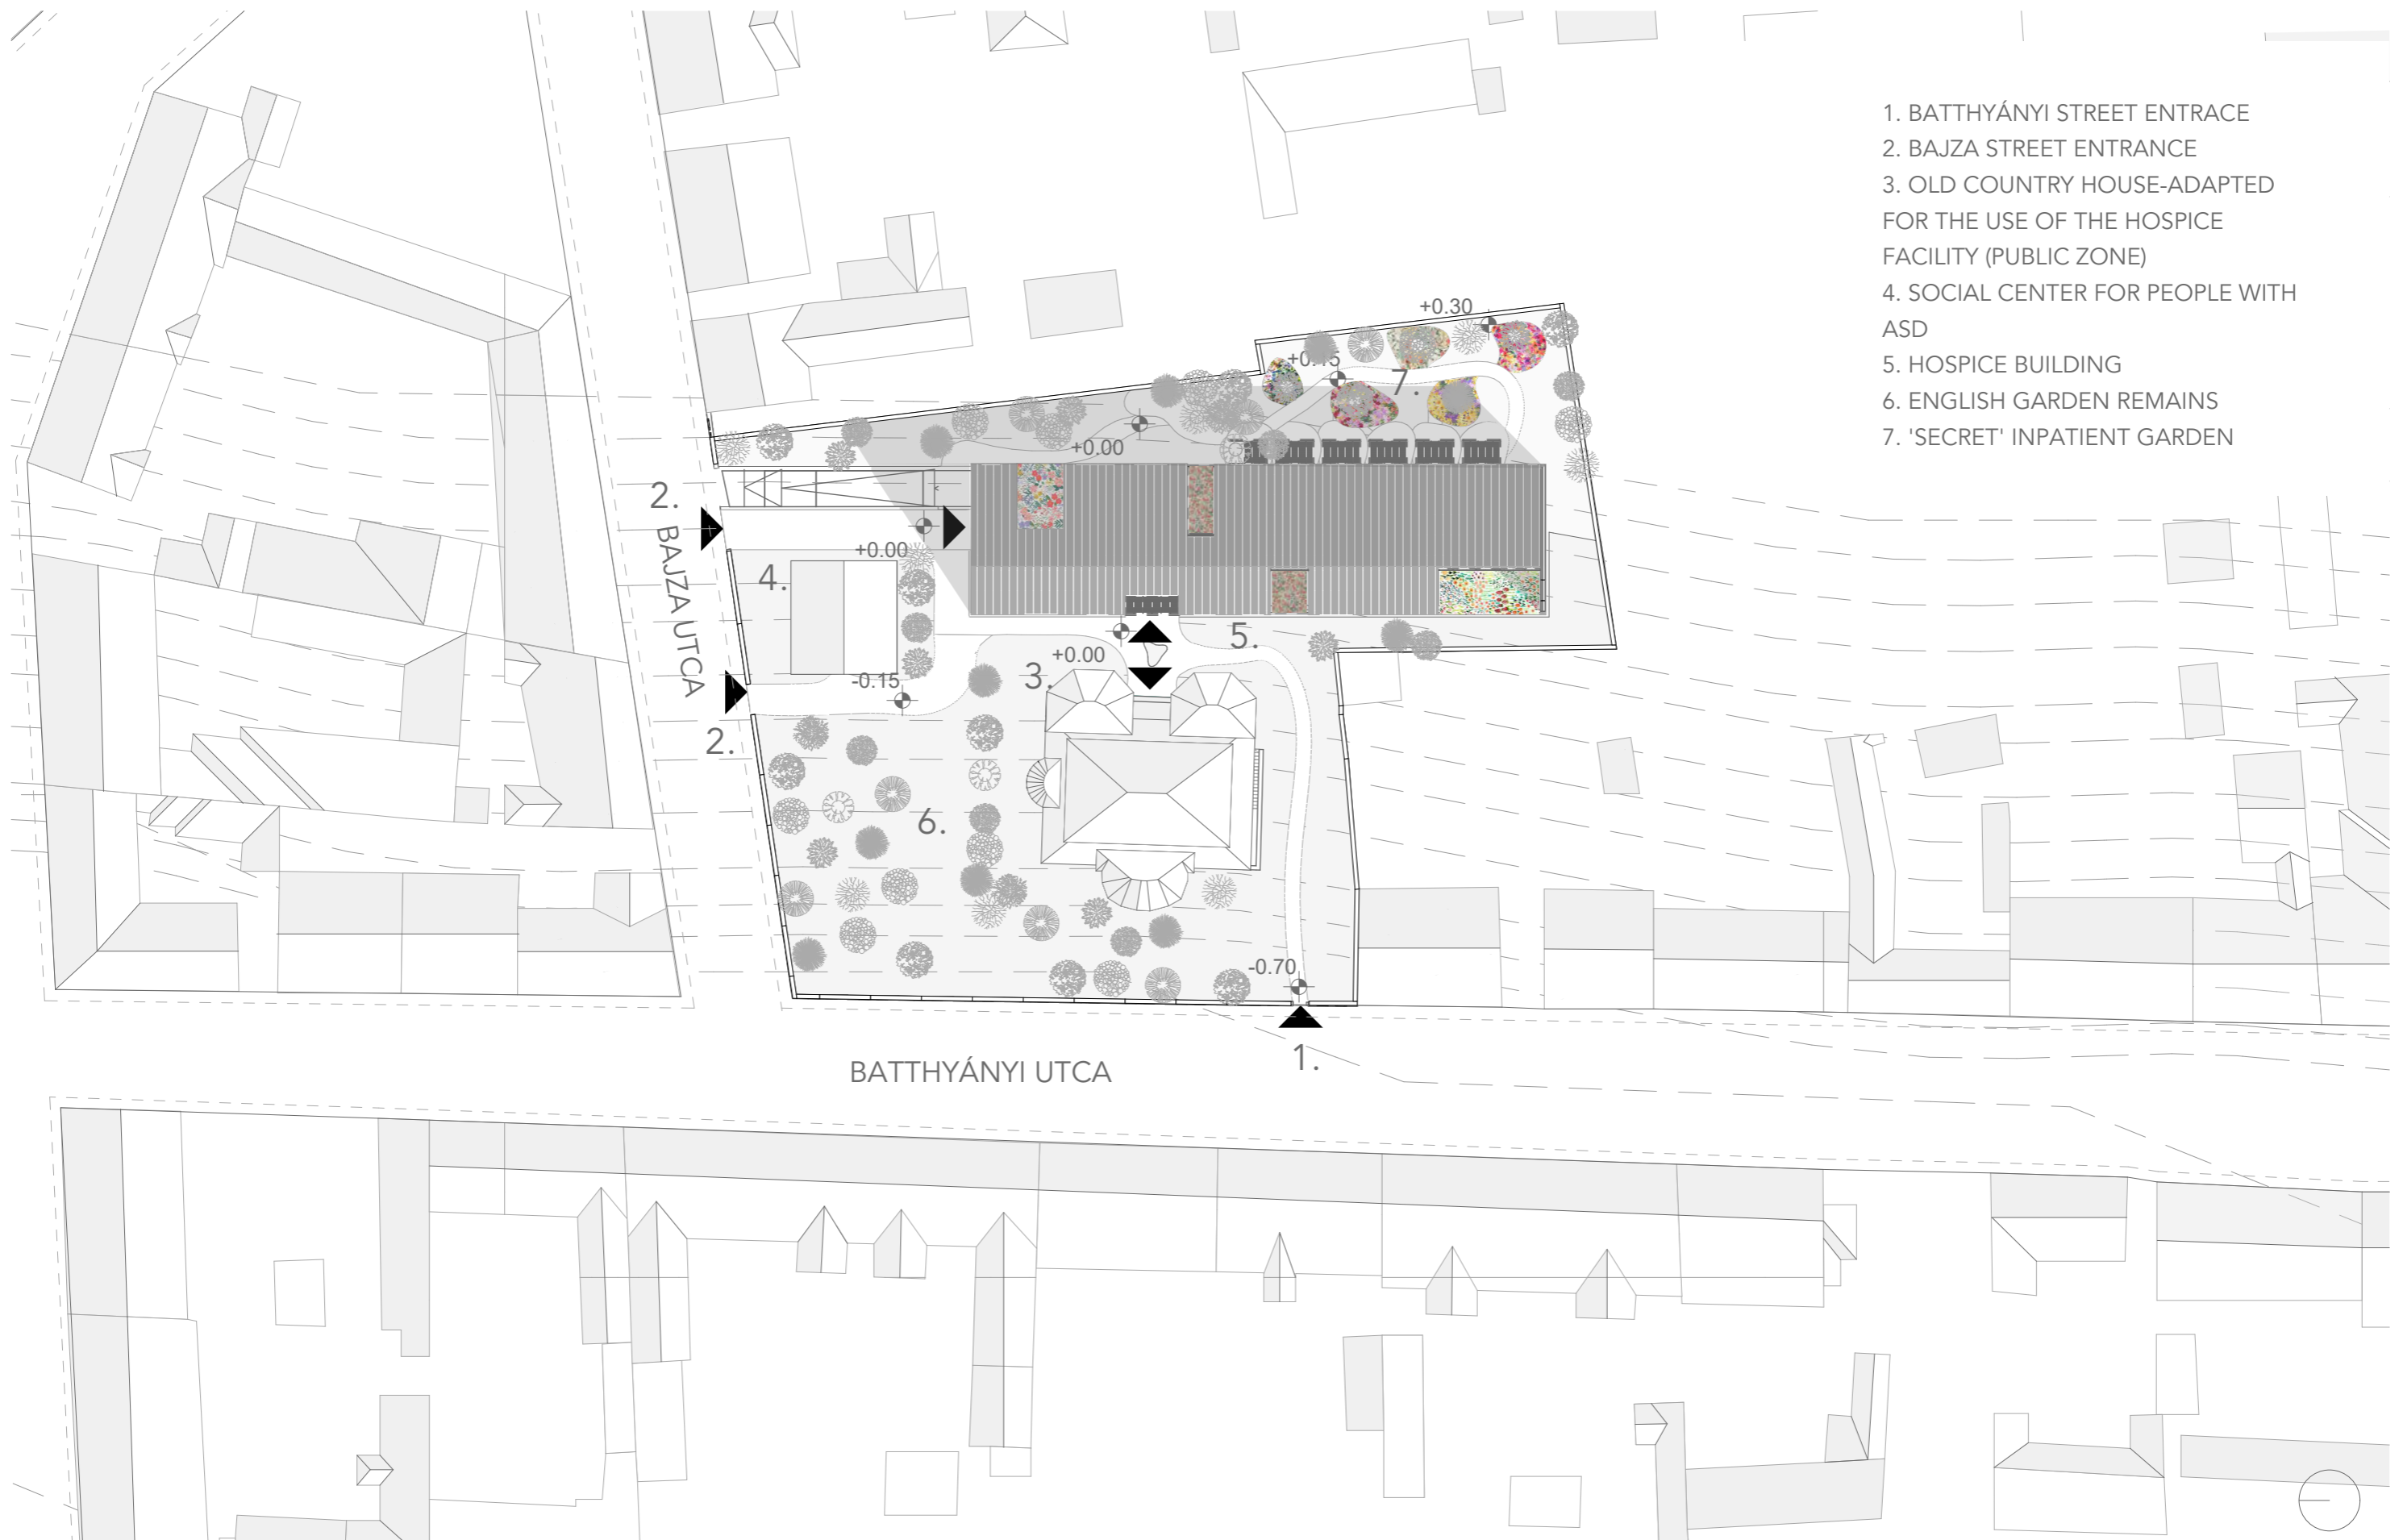 1. BATTHYÁNYI STREET ENTRACE
2. BAJZA STREET ENTRANCE
3. OLD COUNTRY HOUSE-ADAPTED
FOR THE USE OF THE HOSPICE
FACILITY (PUBLIC ZONE)
4. SOCIAL CENTER FOR PEOPLE WITH
ASD
5. HOSPICE BUILDING
6. ENGLISH GARDEN REMAINS
7. 'SECRET' INPATIENT GARDEN
+0.30
+0.15
7.
+0.00
2.
BAJZA UTCA
+0.00
4.
5.
+0.00
3.
-0.15
2.
6.
-0.70
1.
BATTHYÁNYI UTCA